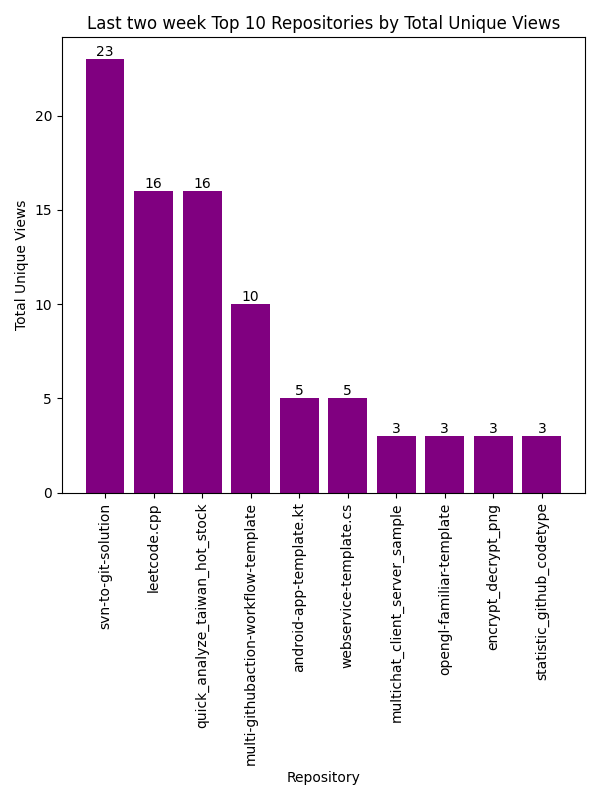 Last two week Top 10 Repositories by Total Unique Views
23
16
16
10
5
5
3
3
3
3
20
15
10
5
0
Total Unique Views
svn-to-git-solution
leetcode.cpp
quick_analyze_taiwan_hot_stock
multi-githubaction-workflow-template
android-app-template.kt
webservice-template.cs
multichat_client_server_sample
opengl-familiar-template
encrypt_decrypt_png
statistic_github_codetype
Repository